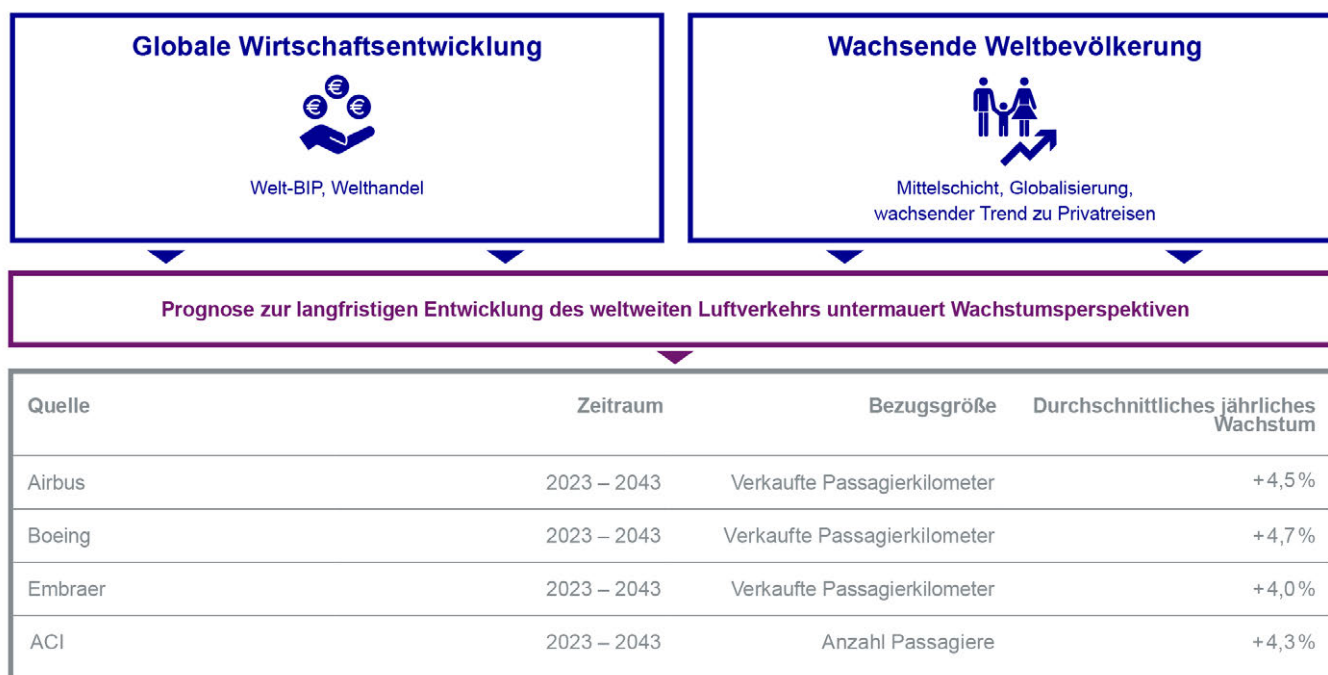 Globale Wirtschaftsentwicklung
€ € €
Welt-BIP, Welthandel
Wachsende Weltbevölkerung
Mittelschicht, Globalisierung,
wachsender Trend zu Privatreisen
Prognose zur langfristigen Entwicklung des weltweiten Luftverkehrs untermauert Wachstumsperspektiven
Quelle Zeitraum Bezugsgröße Durchschnittliches jährliches
Wachstum
Airbus 2023 – 2043 Verkaufte Passagierkilometer +4,5 %
Boeing 2023 – 2043 Verkaufte Passagierkilometer +4,7 %
Embraer 2023 – 2043 Verkaufte Passagierkilometer +4,0 %
ACI 2023 – 2043 Anzahl Passagiere +4,3 %